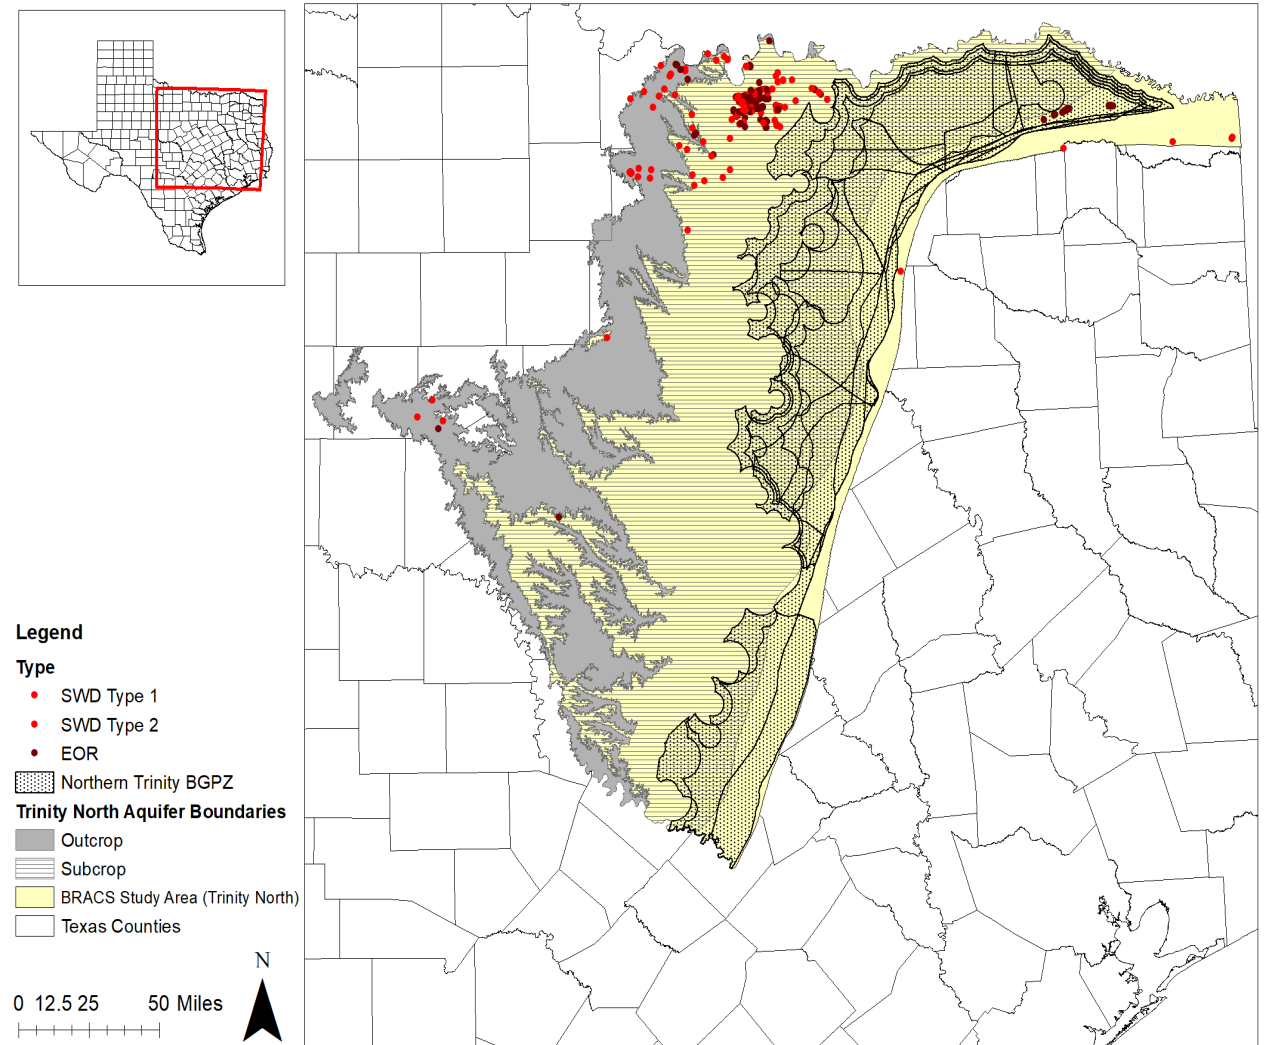 Legend
Type
SWD Type 1
SWD Type 2
EOR
Northern Trinity BGPZ
Trinity North Aquifer Boundaries
Outcrop
Subcrop
BRACS Study Area (Trinity North)
Texas Counties
N
0 12.5 25 50 Miles